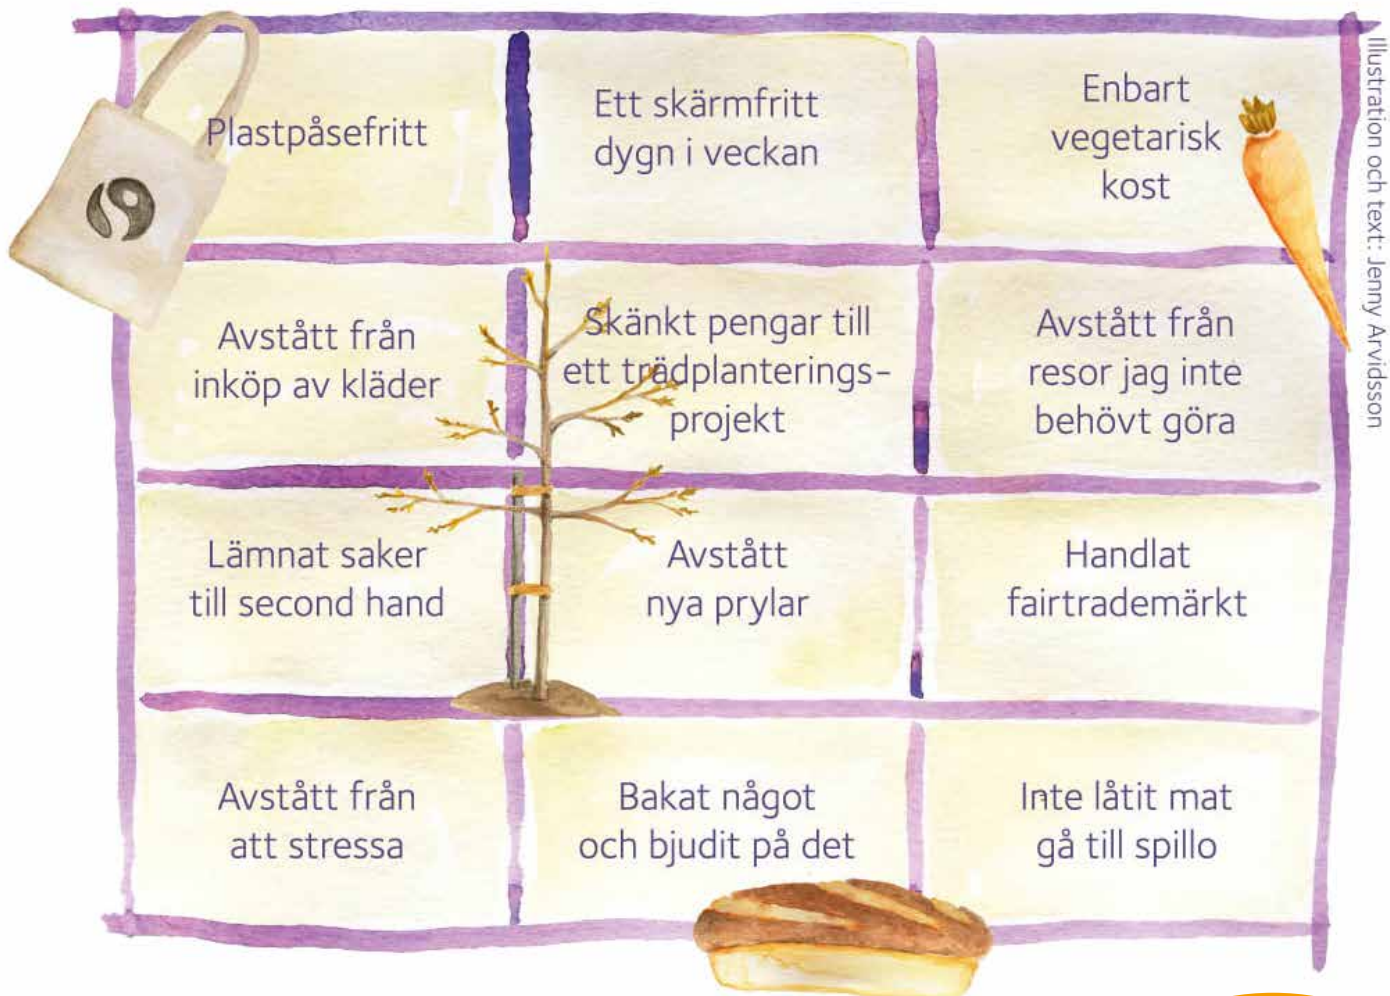 Plastpåsefritt
Ett skärmfritt
dygn i veckan
Enbart
vegetarisk
kost
Avstått från
inköp av kläder
Skänkt pengar till
ett trädplanterings-
projekt
Avstått från
resor jag inte
behövt göra
Lämnat saker
till second hand
Avstått
nya prylar
Handlat
fairtrademärkt
Avstått från
att stressa
Bakat något
och bjudit på det
Inte låtit mat
gå till spillo
Illustration och text: Jenny Arvidsson